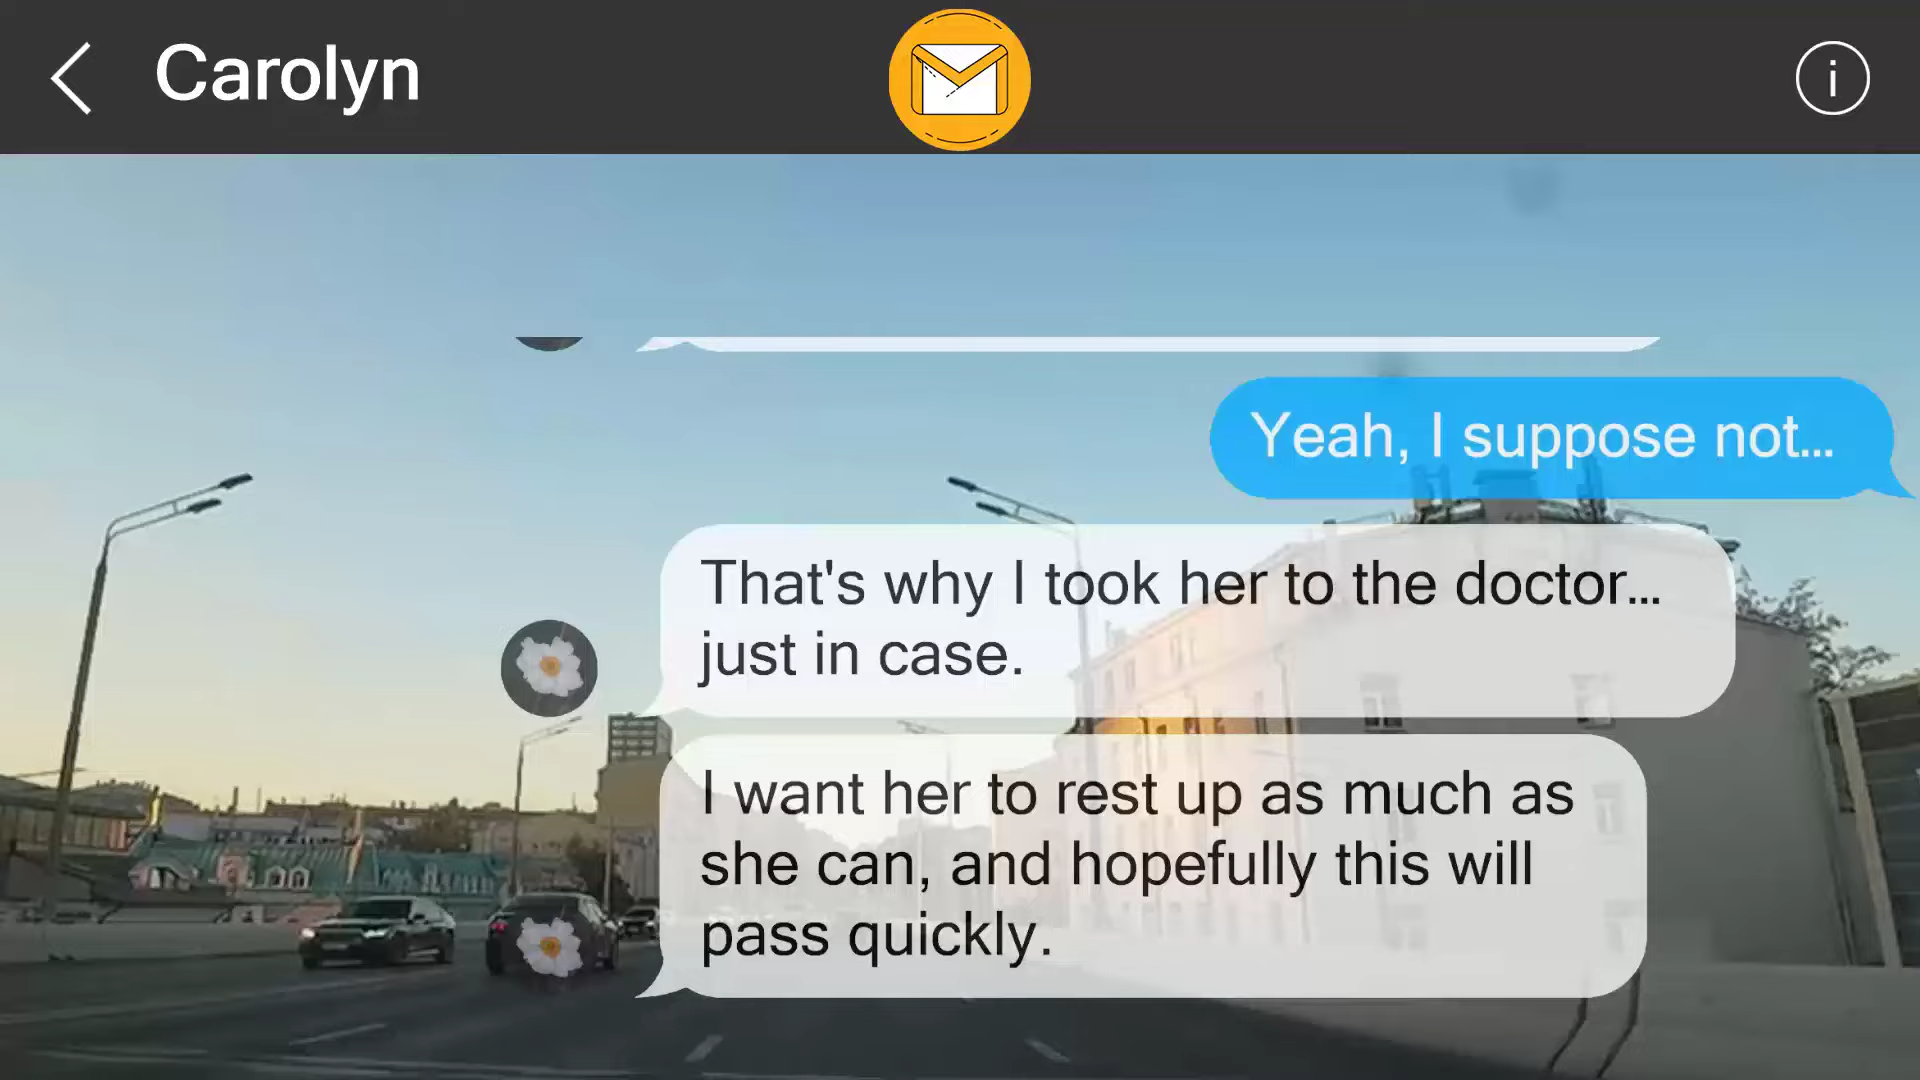 Carolyn
i
Yeah, I suppose not…
That's why I took her to the doctor…
just in case.
I want her to rest up as much as
she can, and hopefully this will
pass quickly.